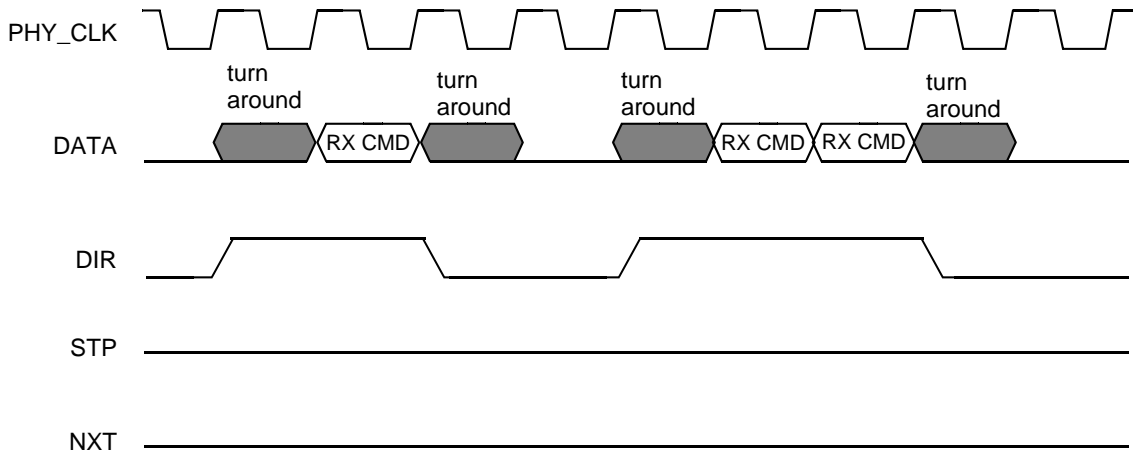 PHY_CLK
turn
around
turn
around
turn
around
turn
around
DATA
RX CMD
RX CMD
RX CMD
DIR
STP
NXT